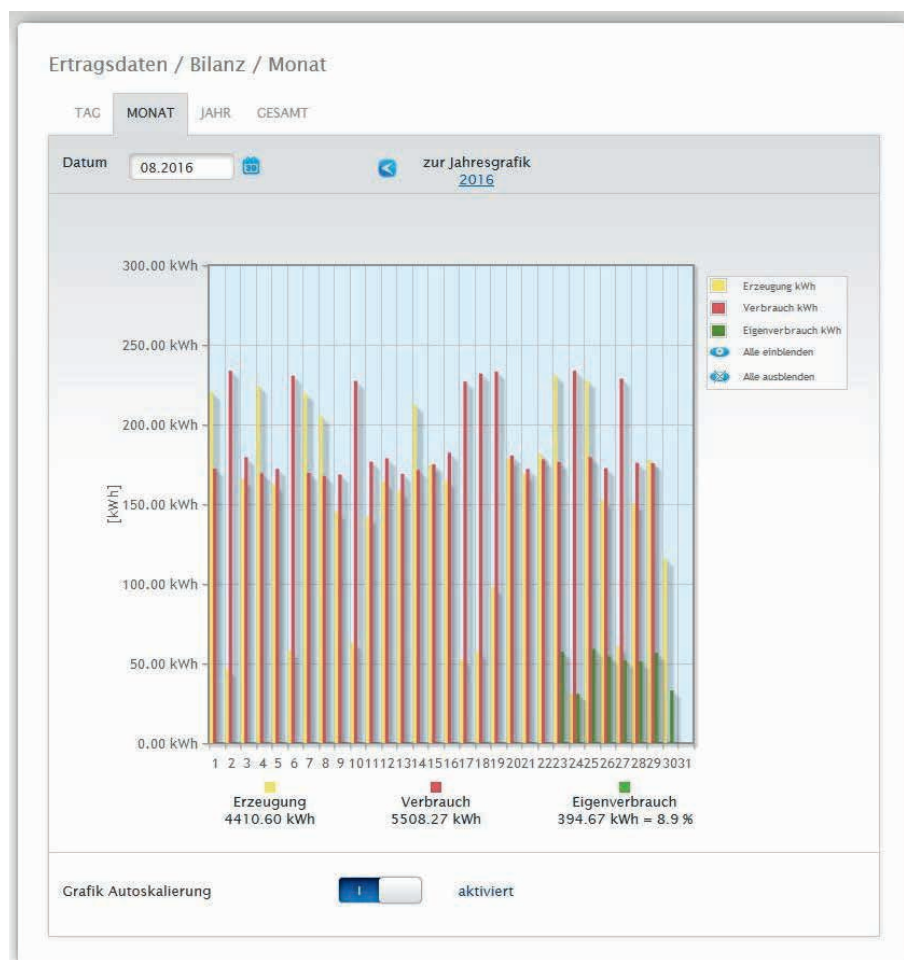 Ertragsdaten / Bilanz / Monat
TAG MONAT JAHR GESAMT
Datum 08.2016 30 zur Jahresgrafik
2016
300.00 kWh
250.00 kWh
200.00 kWh
150.00 kWh
100.00 kWh
50.00 kWh
0.00 kWh
[kWh]
Erzeugung kWh
Verbrauch kWh
Eigenverbrauch kWh
Alle einblenden
Alle ausblenden
1 2 3 4 5 6 7 8 9 10 11 12 13 14 15 16 17 18 19 20 21 22 23 24 25 26 27 28 29 30 31
Erzeugung Verbrauch Eigenverbrauch
4410.60 kWh 5508.27 kWh 394.67 kWh = 8.9 %
Grafik Autoskalierung I aktiviert